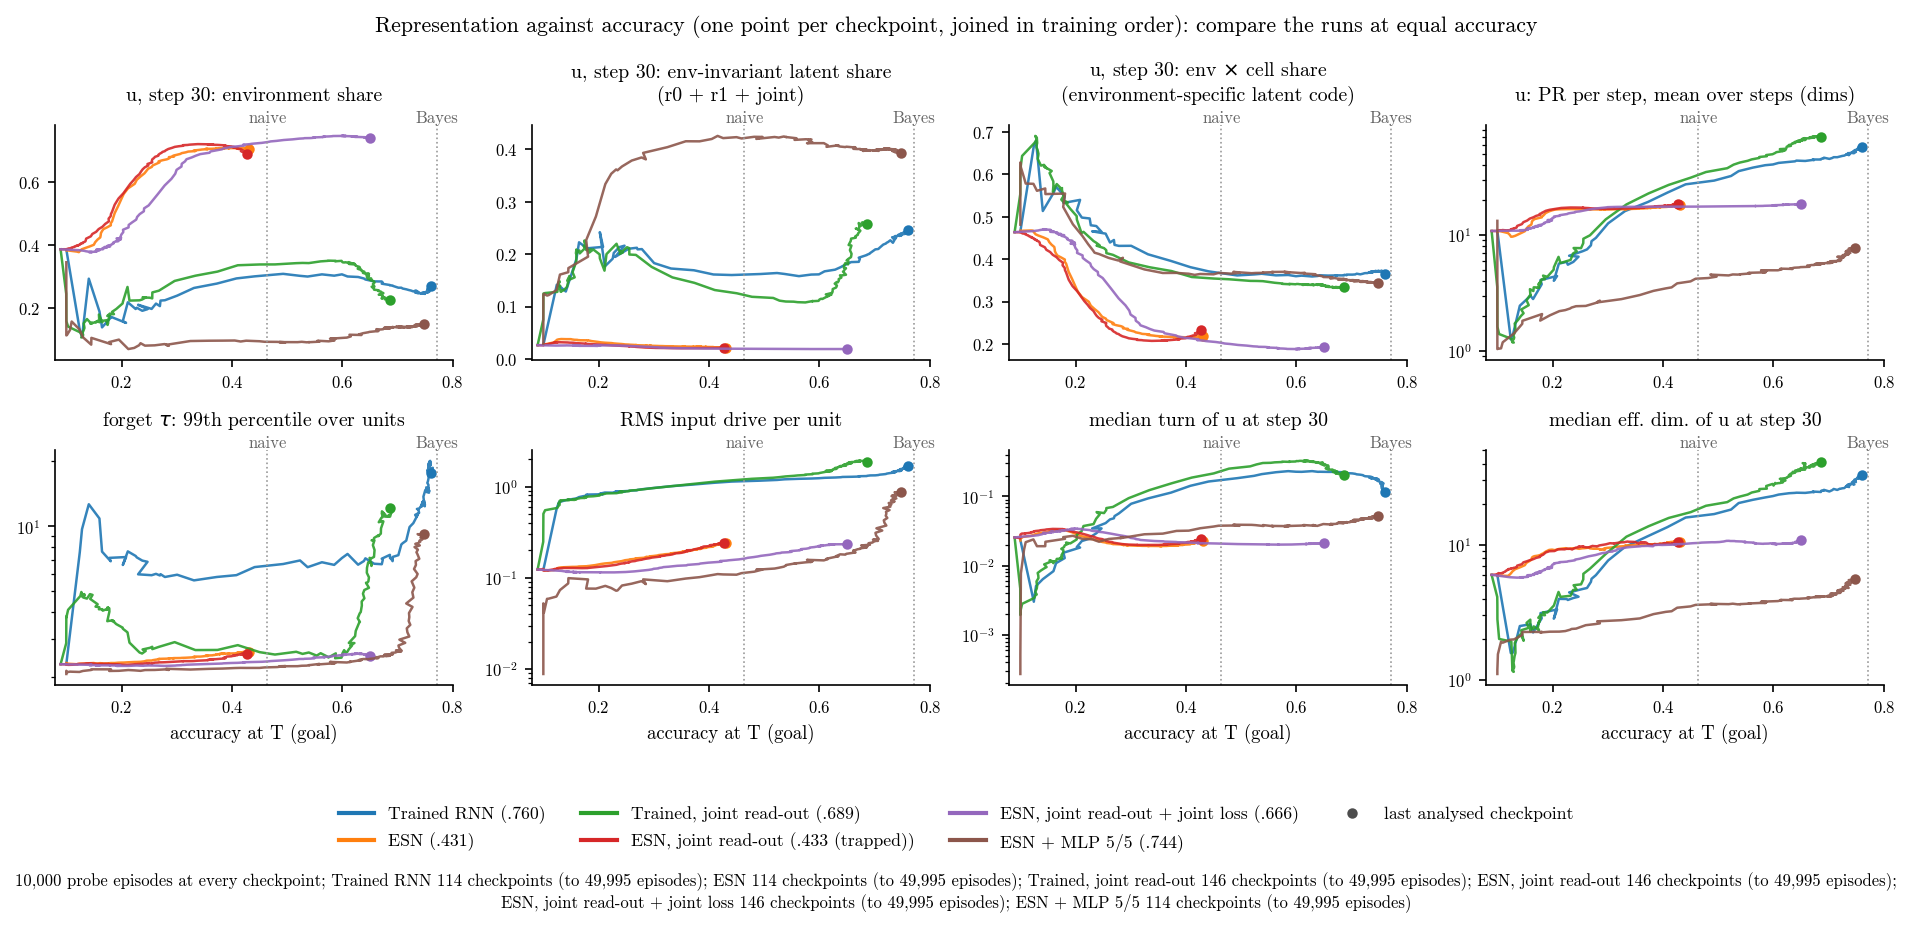 Representation against accuracy (one point per checkpoint, joined in training order): compare the runs at equal accuracy
u, step 30: environment share
naive
Bayes
0.6
0.4
0.2
0.2
0.4
0.6
0.8
u, step 30: env-invariant latent share
(r0 + r1 + joint)
naive
Bayes
0.4
0.3
0.2
0.1
0.0
0.2
0.4
0.6
0.8
u, step 30: env × cell share
(environment-specific latent code)
naive
Bayes
0.7
0.6
0.5
0.4
0.3
0.2
0.2
0.4
0.6
0.8
u: PR per step, mean over steps (dims)
naive
Bayes
10¹
10⁰
0.2
0.4
0.6
0.8
forget τ: 99th percentile over units
naive
Bayes
10¹
0.2
0.4
0.6
0.8
accuracy at T (goal)
RMS input drive per unit
naive
Bayes
10⁰
10⁻¹
10⁻²
0.2
0.4
0.6
0.8
accuracy at T (goal)
median turn of u at step 30
naive
Bayes
10⁻¹
10⁻²
10⁻³
0.2
0.4
0.6
0.8
accuracy at T (goal)
median eff. dim. of u at step 30
naive
Bayes
10¹
10⁰
0.2
0.4
0.6
0.8
accuracy at T (goal)
Trained RNN (.760)
ESN (.431)
Trained, joint read-out (.689)
ESN, joint read-out (.433 (trapped))
ESN, joint read-out + joint loss (.666)
ESN + MLP 5/5 (.744)
last analysed checkpoint
10,000 probe episodes at every checkpoint; Trained RNN 114 checkpoints (to 49,995 episodes); ESN 114 checkpoints (to 49,995 episodes); Trained, joint read-out 146 checkpoints (to 49,995 episodes); ESN, joint read-out 146 checkpoints (to 49,995 episodes);
ESN, joint read-out + joint loss 146 checkpoints (to 49,995 episodes); ESN + MLP 5/5 114 checkpoints (to 49,995 episodes)